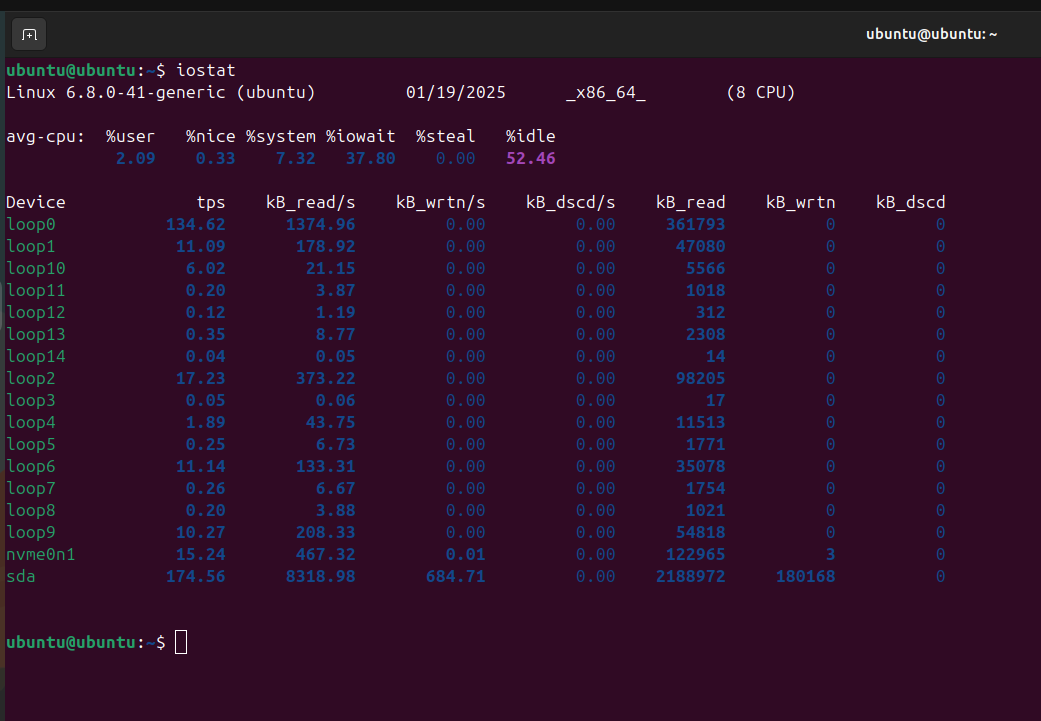 ubuntu@ubuntu: ~
ubuntu@ubuntu:~$ iostat
Linux 6.8.0-41-generic (ubuntu) 01/19/2025 _x86_64_ (8 CPU)
avg-cpu: %user %nice %system %iowait %steal %idle
2.09 0.33 7.32 37.80 0.00 52.46
Device tps kB_read/s kB_wrtn/s kB_dscd/s kB_read kB_wrtn kB_dscd
loop0 134.62 1374.96 0.00 0.00 361793 0 0
loop1 11.09 178.92 0.00 0.00 47080 0 0
loop10 6.02 21.15 0.00 0.00 5566 0 0
loop11 0.20 3.87 0.00 0.00 1018 0 0
loop12 0.12 1.19 0.00 0.00 312 0 0
loop13 0.35 8.77 0.00 0.00 2308 0 0
loop14 0.04 0.05 0.00 0.00 14 0 0
loop2 17.23 373.22 0.00 0.00 98205 0 0
loop3 0.05 0.06 0.00 0.00 17 0 0
loop4 1.89 43.75 0.00 0.00 11513 0 0
loop5 0.25 6.73 0.00 0.00 1771 0 0
loop6 11.14 133.31 0.00 0.00 35078 0 0
loop7 0.26 6.67 0.00 0.00 1754 0 0
loop8 0.20 3.88 0.00 0.00 1021 0 0
loop9 10.27 208.33 0.00 0.00 54818 0 0
nvme0n1 15.24 467.32 0.01 0.00 122965 3 0
sda 174.56 8318.98 684.71 0.00 2188972 180168 0
ubuntu@ubuntu:~$